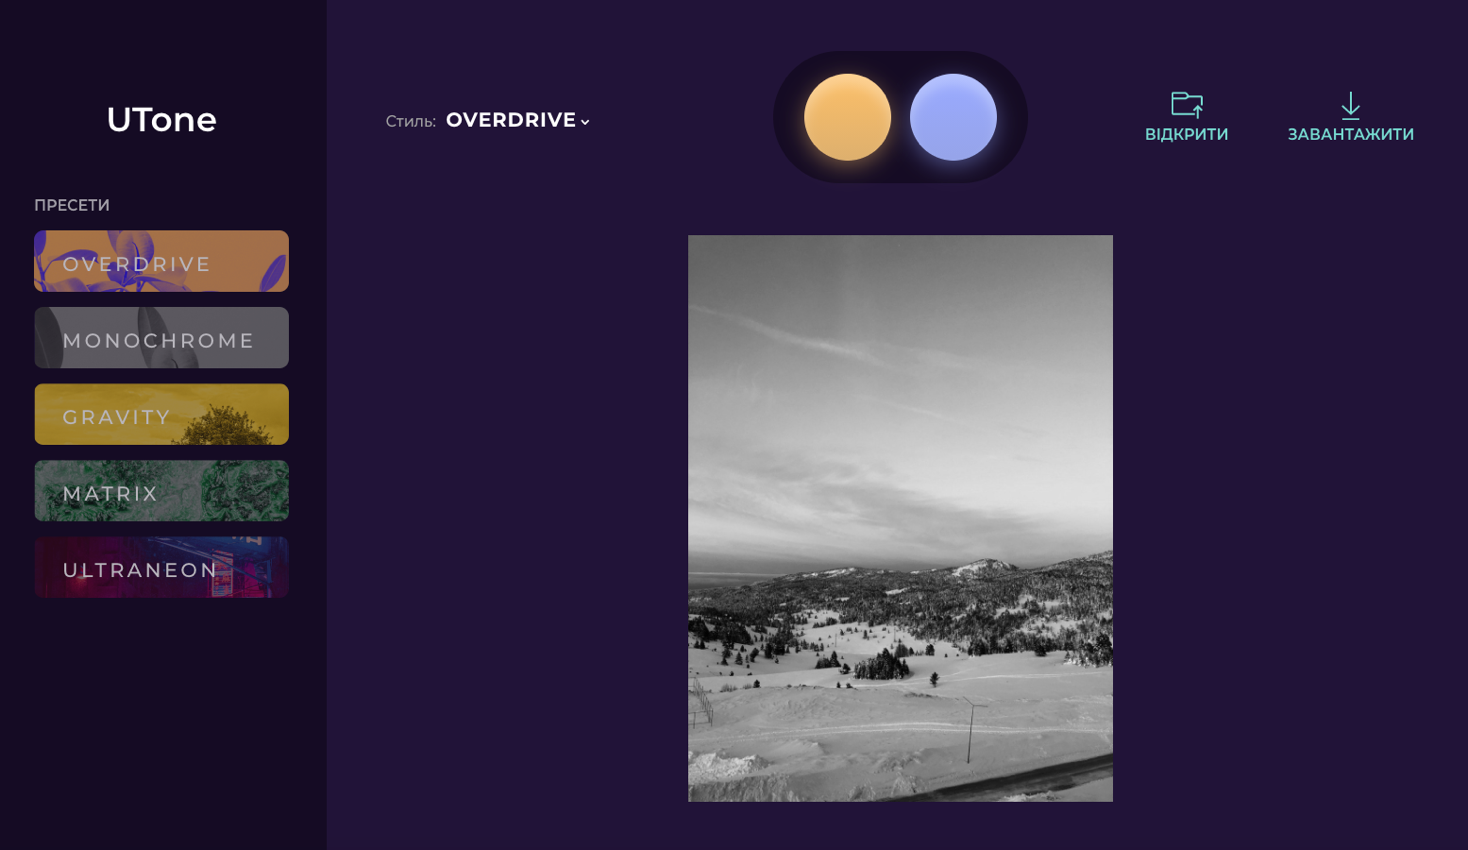 UTone
ПРЕСЕТИ
OVERDRIVE
MONOCHROME
GRAVITY
MATRIX
ULTRANEON
Стиль: OVERDRIVE
ВІДКРИТИ
ЗАВАНТАЖИТИ